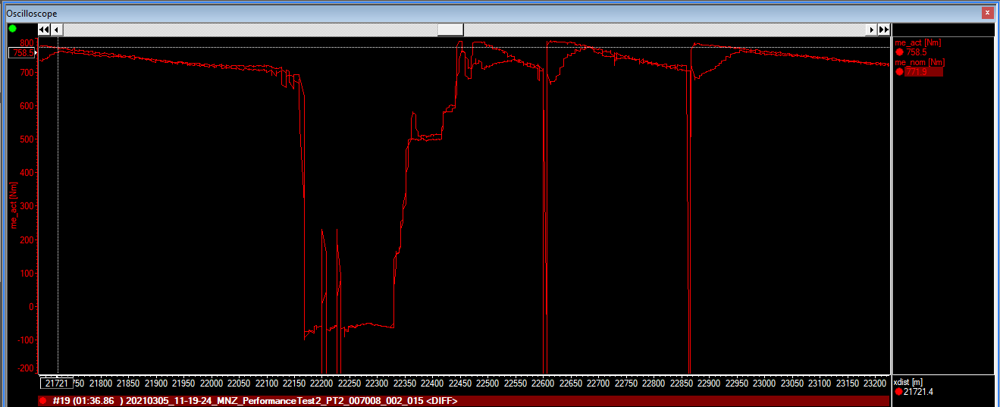 Oscilloscope
x
800
758.5
700
600
500
400
300
200
100
0
-100
-200
me_act [Nm]
21721 750 21800 21850 21900 21950 22000 22050 22100 22150 22200 22250 22300 22350 22400 22450 22500 22550 22600 22650 22700 22750 22800 22850 22900 22950 23000 23050 23100 23150 23200
me_act [Nm]
758.5
me_nom [Nm]
771.9
xdist [m]
21721.4
#19 (01:36.86 ) 20210305_11-19-24_MNZ_PerformanceTest2_PT2_007008_002_015 <DIFF>